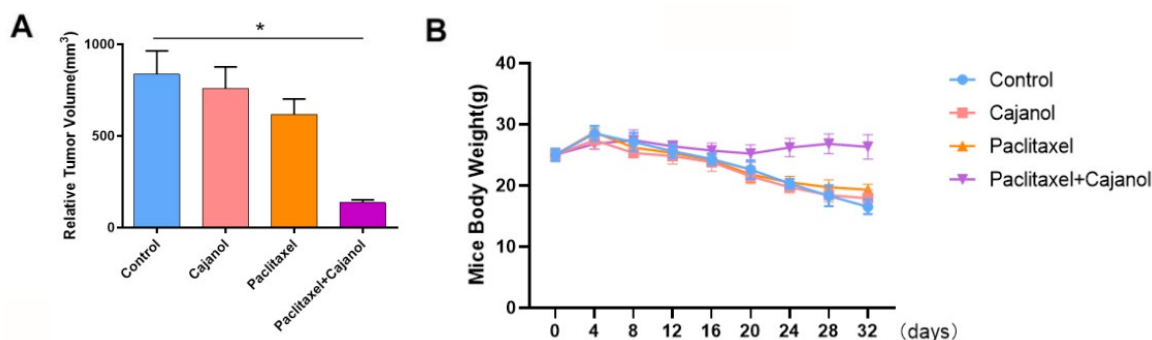 A
*
Relative Tumor Volume(mm³)
1000
500
0
Control
Cajanol
Paclitaxel
Paclitaxel+Cajanol
B
Mice Body Weight(g)
40
30
20
10
0
0 4 8 12 16 20 24 28 32 (days)
Control
Cajanol
Paclitaxel
Paclitaxel+Cajanol